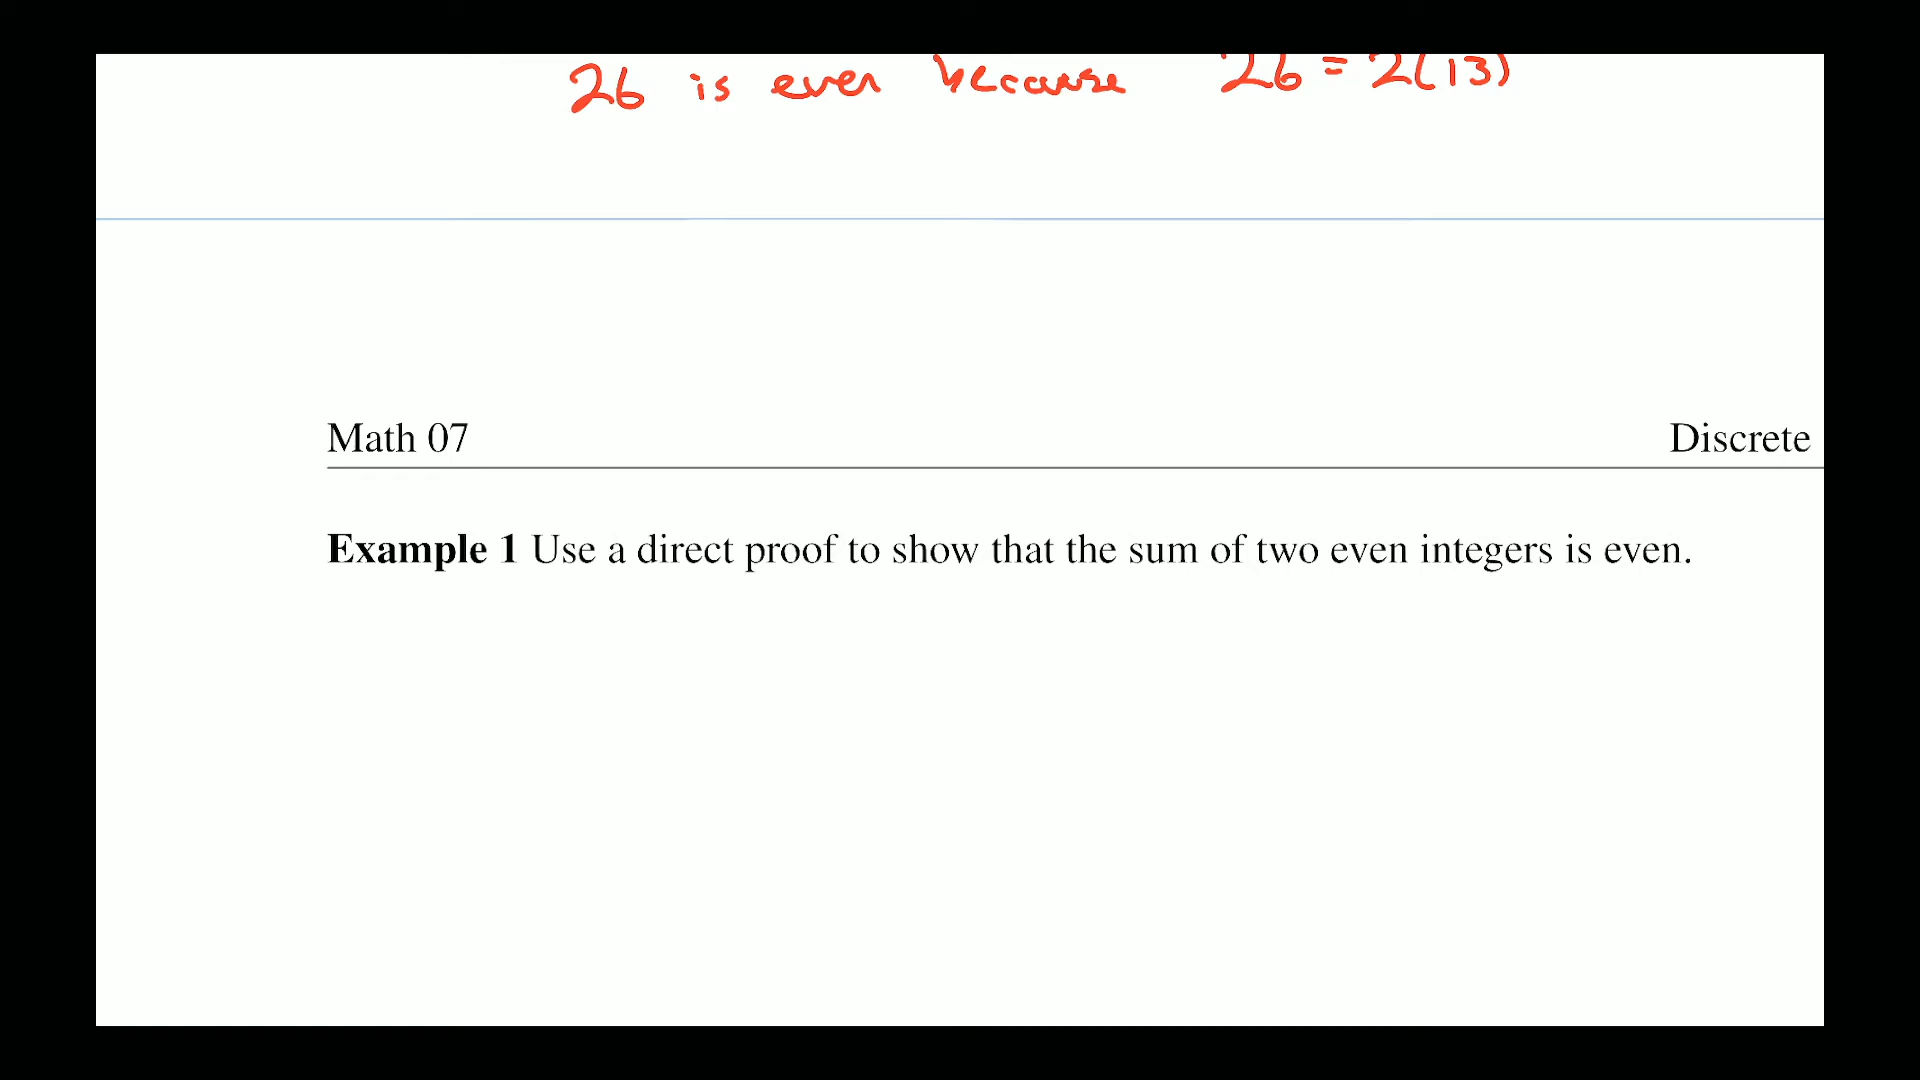 26 is even because 26 = 2(13)
Math 07 Discrete
Example 1 Use a direct proof to show that the sum of two even integers is even.